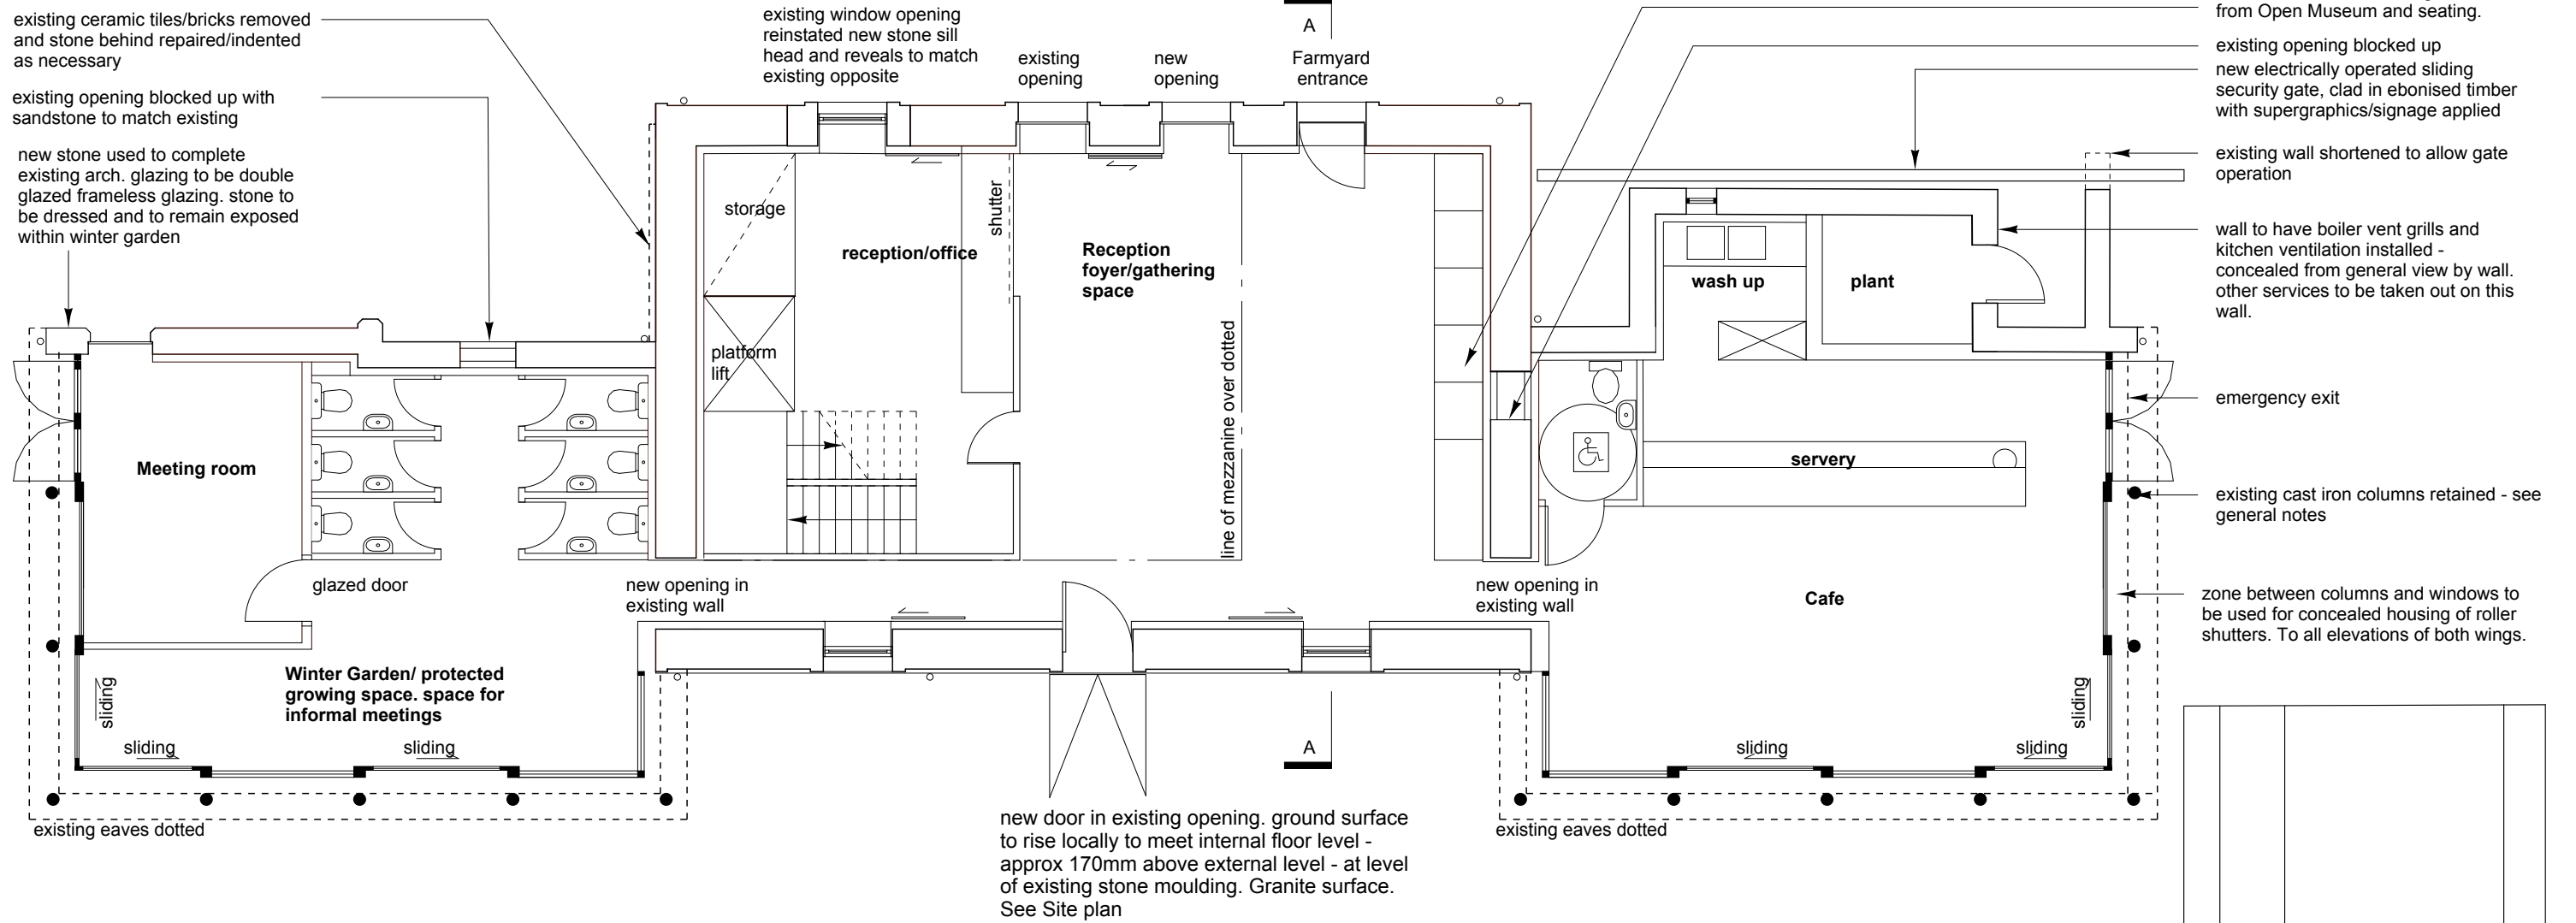 existing ceramic tiles/bricks removed
and stone behind repaired/indented
as necessary
existing opening blocked up with
sandstone to match existing
new stone used to complete
existing arch. glazing to be double
glazed frameless glazing. stone to
be dressed and to remain exposed
within winter garden
existing window opening
reinstated new stone sill
head and reveals to match
existing opposite
existing
opening
new
opening
A
Farmyard
entrance
from Open Museum and seating.
existing opening blocked up
new electrically operated sliding
security gate, clad in ebonised timber
with supergraphics/signage applied
existing wall shortened to allow gate
operation
wall to have boiler vent grills and
kitchen ventilation installed -
concealed from general view by wall.
other services to be taken out on this
wall.
emergency exit
existing cast iron columns retained - see
general notes
zone between columns and windows to
be used for concealed housing of roller
shutters. To all elevations of both wings.
storage
reception/office
shutter
Reception
foyer/gathering
space
platform
lift
line of mezzanine over dotted
wash up
plant
Meeting room
servery
glazed door
new opening in
existing wall
new opening in
existing wall
Cafe
Winter Garden/ protected
growing space. space for
informal meetings
sliding
sliding
sliding
sliding
sliding
sliding
A
existing eaves dotted
existing eaves dotted
new door in existing opening. ground surface
to rise locally to meet internal floor level -
approx 170mm above external level - at level
of existing stone moulding. Granite surface.
See Site plan